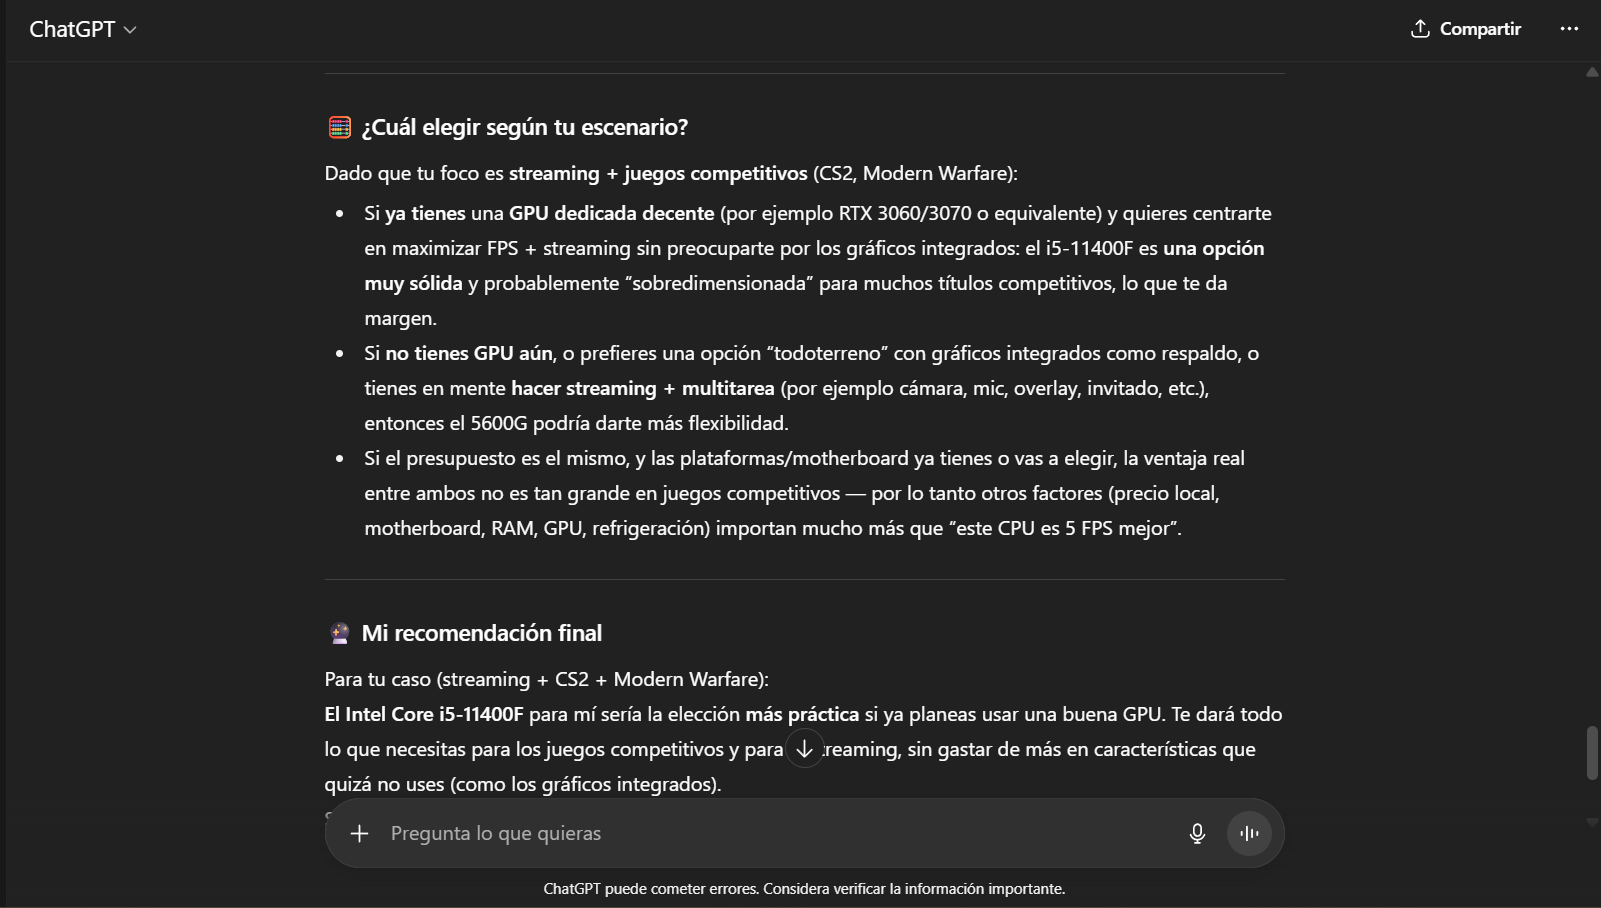 ChatGPT
Compartir
¿Cuál elegir según tu escenario?
Dado que tu foco es streaming + juegos competitivos (CS2, Modern Warfare):
Si ya tienes una GPU dedicada decente (por ejemplo RTX 3060/3070 o equivalente) y quieres centrarte
en maximizar FPS + streaming sin preocuparte por los gráficos integrados: el i5-11400F es una opción
muy sólida y probablemente “sobredimensionada” para muchos títulos competitivos, lo que te da
margen.
Si no tienes GPU aún, o prefieres una opción “todoterreno” con gráficos integrados como respaldo, o
tienes en mente hacer streaming + multitarea (por ejemplo cámara, mic, overlay, invitado, etc.),
entonces el 5600G podría darte más flexibilidad.
Si el presupuesto es el mismo, y las plataformas/motherboard ya tienes o vas a elegir, la ventaja real
entre ambos no es tan grande en juegos competitivos — por lo tanto otros factores (precio local,
motherboard, RAM, GPU, refrigeración) importan mucho más que “este CPU es 5 FPS mejor”.
Mi recomendación final
Para tu caso (streaming + CS2 + Modern Warfare):
El Intel Core i5-11400F para mí sería la elección más práctica si ya planeas usar una buena GPU. Te dará todo
lo que necesitas para los juegos competitivos y para treaming, sin gastar de más en características que
quizá no uses (como los gráficos integrados).
Pregunta lo que quieras
ChatGPT puede cometer errores. Considera verificar la información importante.